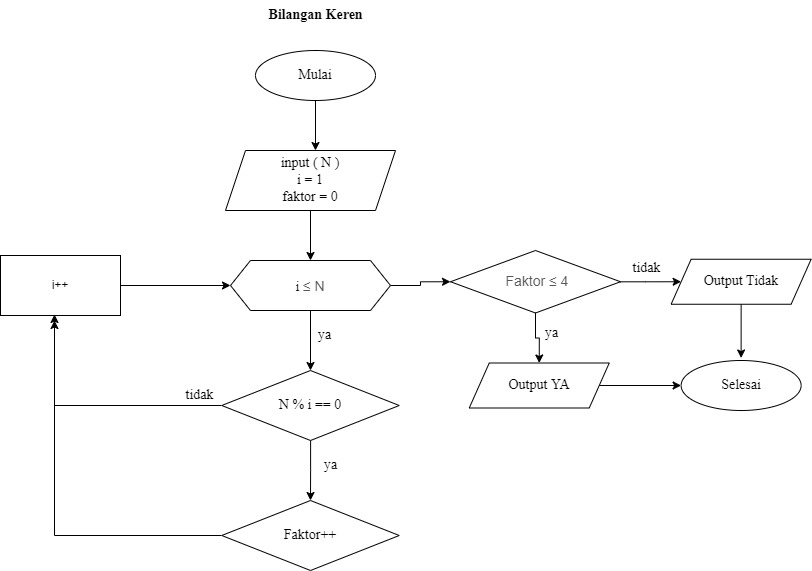 Bilangan Keren
Mulai
input ( N )
i = 1
faktor = 0
i++
i ≤ N
Faktor ≤ 4
tidak
Output Tidak
ya
ya
Output YA
Selesai
tidak
N % i == 0
ya
Faktor++